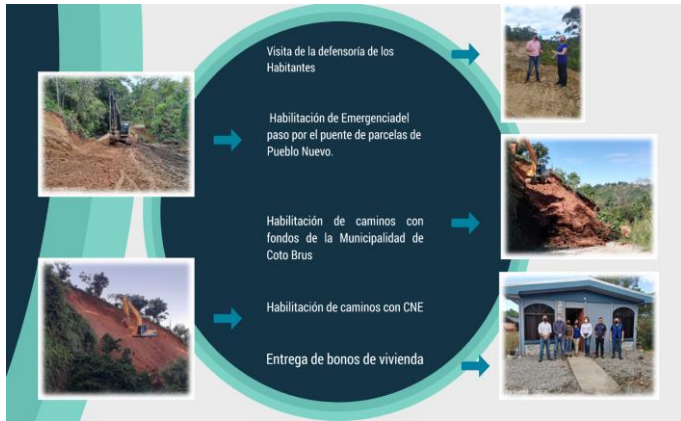 Visita de la defensoría de los
Habitantes
Habilitación de Emergenciadel
paso por el puente de parcelas de
Pueblo Nuevo.
Habilitación de caminos con
fondos de la Municipalidad de
Coto Brus
Habilitación de caminos con CNE
Entrega de bonos de vivienda